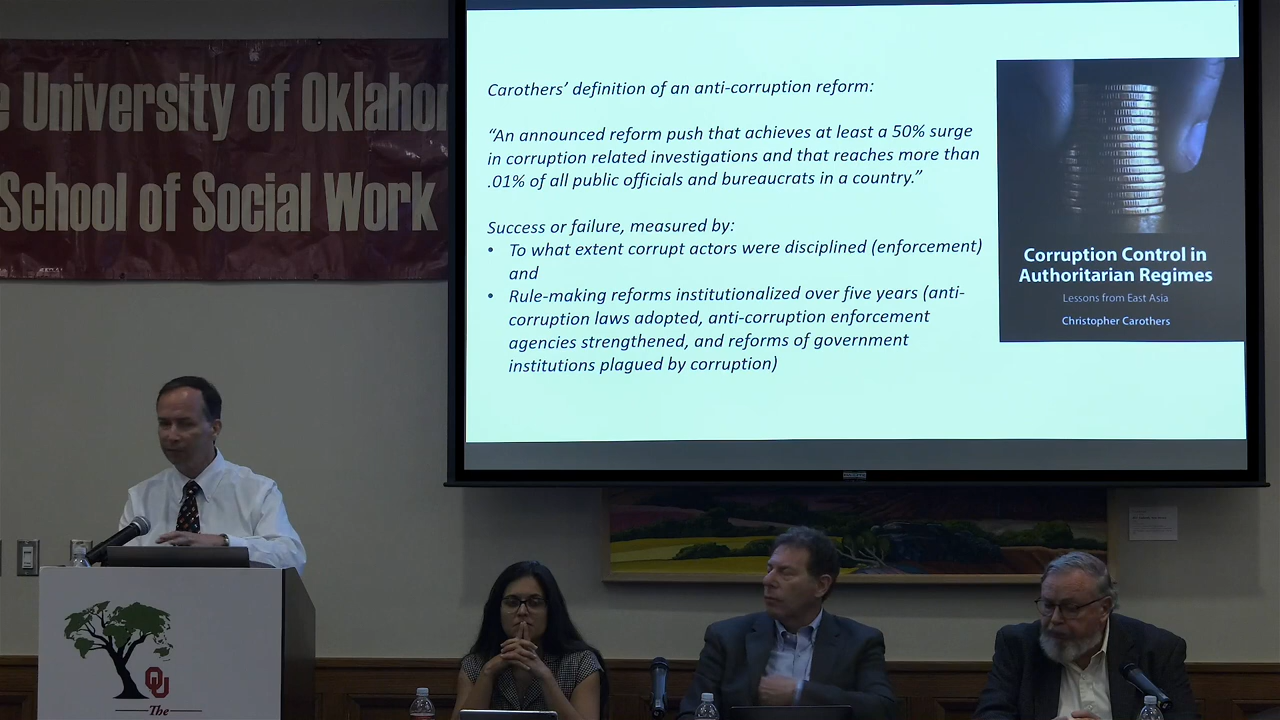 e University of Oklaho
School of Social Work
Carothers’ definition of an anti-corruption reform:
“An announced reform push that achieves at least a 50% surge
in corruption related investigations and that reaches more than
.01% of all public officials and bureaucrats in a country.”
Success or failure, measured by:
• To what extent corrupt actors were disciplined (enforcement)
and
• Rule-making reforms institutionalized over five years (anti-
corruption laws adopted, anti-corruption enforcement
agencies strengthened, and reforms of government
institutions plagued by corruption)
Corruption Control in
Authoritarian Regimes
Lessons from East Asia
Christopher Carothers
OU
The